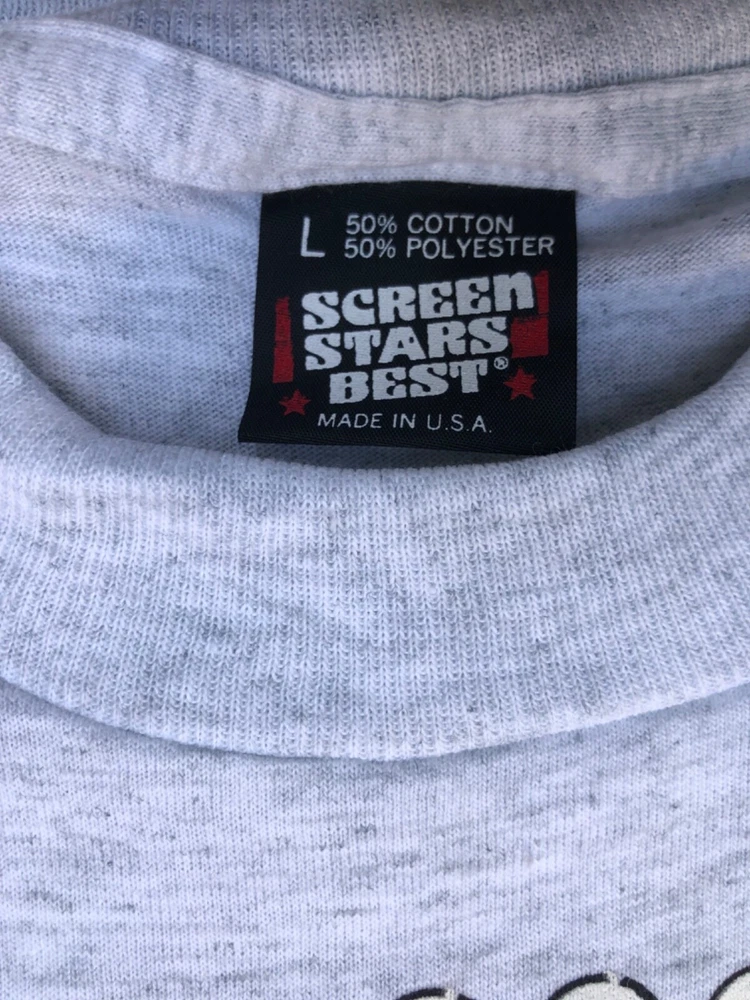 L 50% COTTON
50% POLYESTER
SCREEN
STARS
BEST®
MADE IN U.S.A.